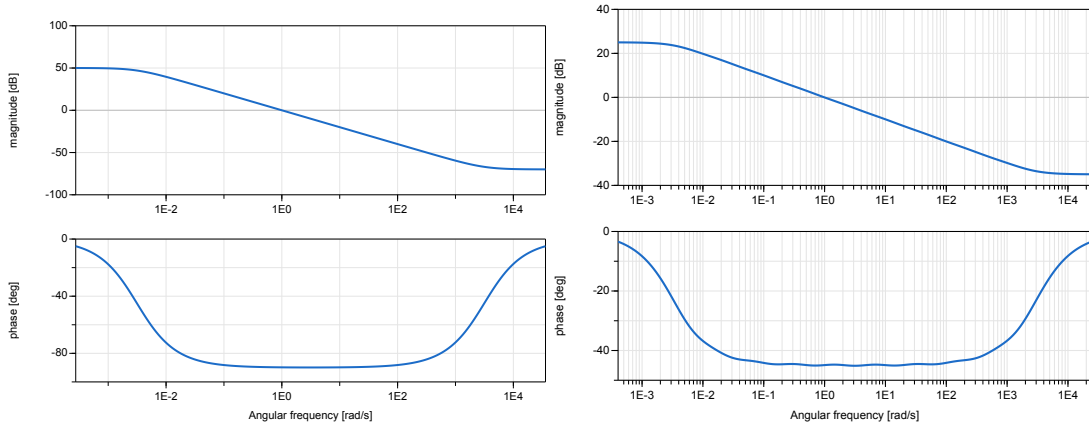 100
50
0
-50
-100
magnitude [dB]
1E-2 1E0 1E2 1E4
0
-40
-80
phase [deg]
1E-2 1E0 1E2 1E4
Angular frequency [rad/s]
40
20
0
-20
-40
magnitude [dB]
1E-3 1E-2 1E-1 1E0 1E1 1E2 1E3 1E4
0
-20
-40
phase [deg]
1E-3 1E-2 1E-1 1E0 1E1 1E2 1E3 1E4
Angular frequency [rad/s]